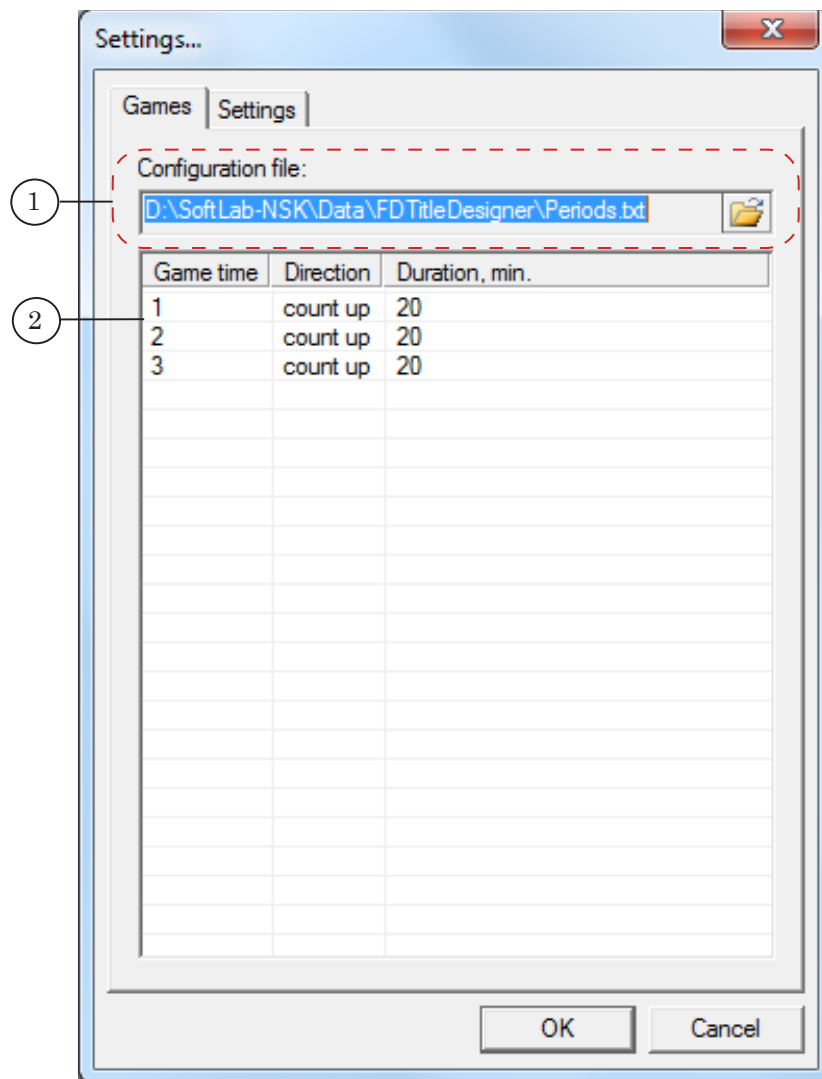 Settings...
Games Settings
Configuration file:
1
D:\SoftLab-NSK\Data\FDTitleDesigner\Periods.txt
Game time Direction Duration, min.
2
1 count up 20
2 count up 20
3 count up 20
OK Cancel